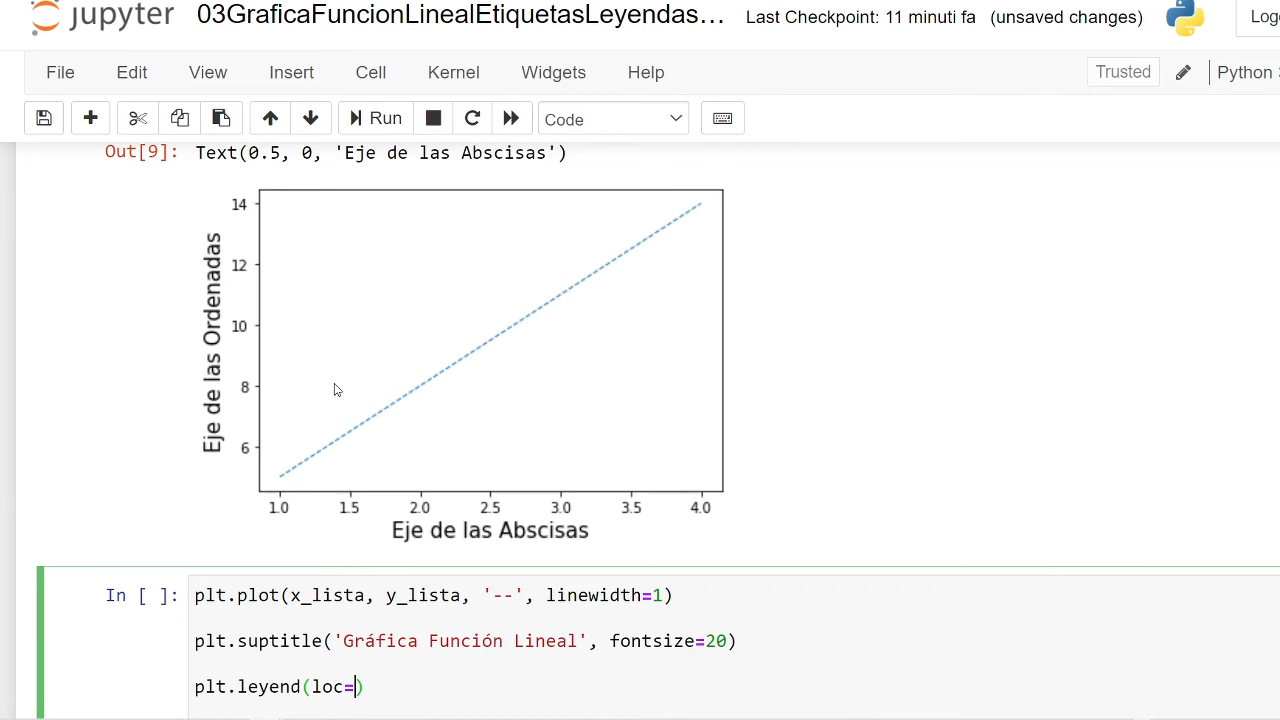 jupyter 03GraficaFuncionLinealEtiquetasLeyendas... Last Checkpoint: 11 minuti fa (unsaved changes)
File Edit View Insert Cell Kernel Widgets Help Trusted Python
Run Code
Out[9]: Text(0.5, 0, 'Eje de las Abscisas')
Eje de las Ordenadas
14
12
10
8
6
1.0 1.5 2.0 2.5 3.0 3.5 4.0
Eje de las Abscisas
In [ ]: plt.plot(x_lista, y_lista, '--', linewidth=1)
plt.suptitle('Gráfica Función Lineal', fontsize=20)
plt.leyend(loc=)